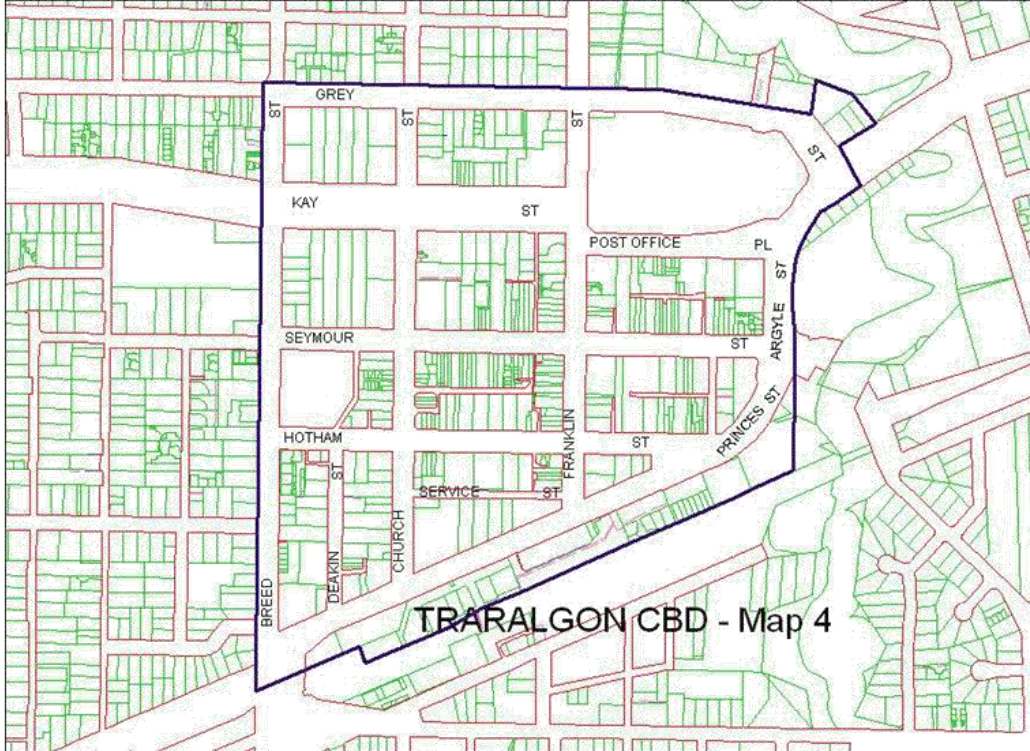 GREY
ST
ST
ST
ST
KAY
ST
POST OFFICE
PL
ST
ARGYLE
SEYMOUR
ST
PRINCES ST
HOTHAM
ST
FRANKLIN
ST
SERVICE
ST
CHURCH
DEAKIN
BREED
TRARALGON CBD - Map 4